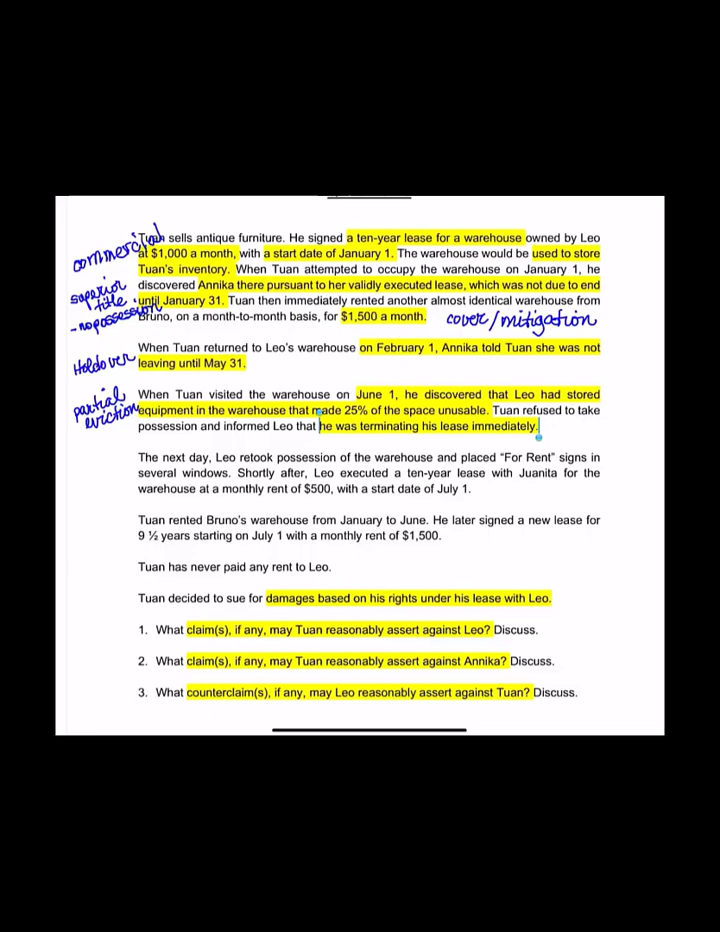 commercial
Tuan sells antique furniture. He signed a ten-year lease for a warehouse owned by Leo
at $1,000 a month, with a start date of January 1. The warehouse would be used to store
Tuan's inventory. When Tuan attempted to occupy the warehouse on January 1, he
superior
title
-no possession
discovered Annika there pursuant to her validly executed lease, which was not due to end
until January 31. Tuan then immediately rented another almost identical warehouse from
Bruno, on a month-to-month basis, for $1,500 a month.
cover/mitigation
Holdover
When Tuan returned to Leo's warehouse on February 1, Annika told Tuan she was not
leaving until May 31.
partial
eviction
When Tuan visited the warehouse on June 1, he discovered that Leo had stored
equipment in the warehouse that made 25% of the space unusable. Tuan refused to take
possession and informed Leo that he was terminating his lease immediately.
The next day, Leo retook possession of the warehouse and placed “For Rent” signs in
several windows. Shortly after, Leo executed a ten-year lease with Juanita for the
warehouse at a monthly rent of $500, with a start date of July 1.
Tuan rented Bruno's warehouse from January to June. He later signed a new lease for
9 ½ years starting on July 1 with a monthly rent of $1,500.
Tuan has never paid any rent to Leo.
Tuan decided to sue for damages based on his rights under his lease with Leo.
1. What claim(s), if any, may Tuan reasonably assert against Leo? Discuss.
2. What claim(s), if any, may Tuan reasonably assert against Annika? Discuss.
3. What counterclaim(s), if any, may Leo reasonably assert against Tuan? Discuss.